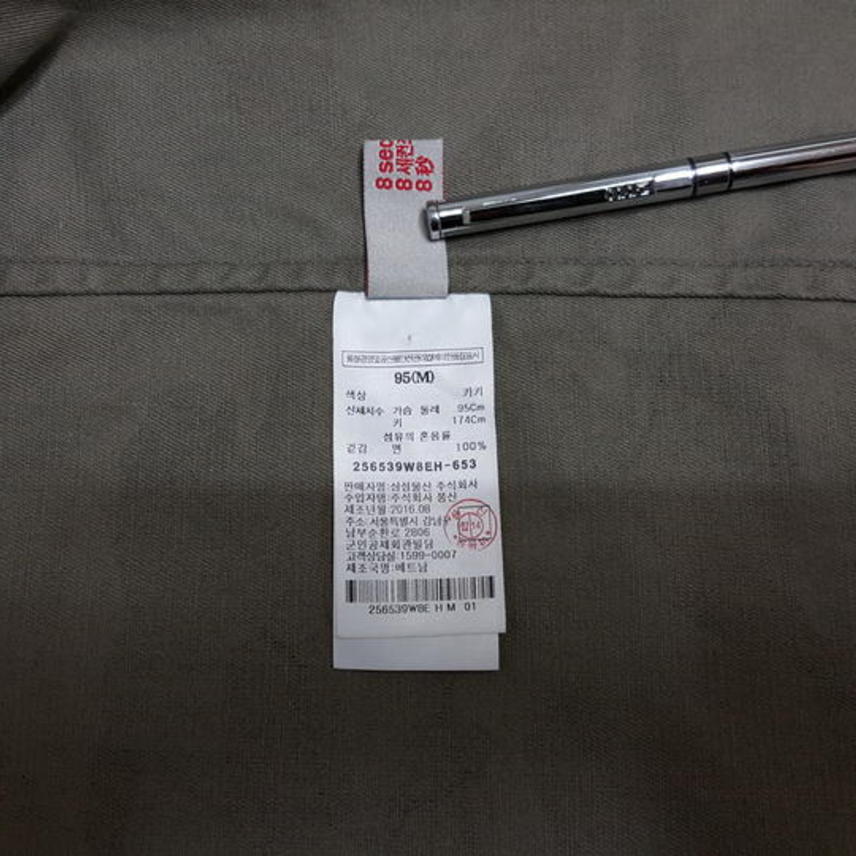 8 sec
8 세컨즈
8 秒
95(M)
색상 카키
신체치수 가슴 둘레 95Cm
키 174Cm
섬유의 혼용률
겉감 면 100%
256539W8EH-653
판매자명:삼성물산 주식회사
수입자명:주식회사 풍산
제조년월:2016.08
주소:서울특별시 강남구
남부순환로 2806
군인공제회관빌딩
고객상담실:1599-0007
제조국명:베트남
256539W8E H M 01